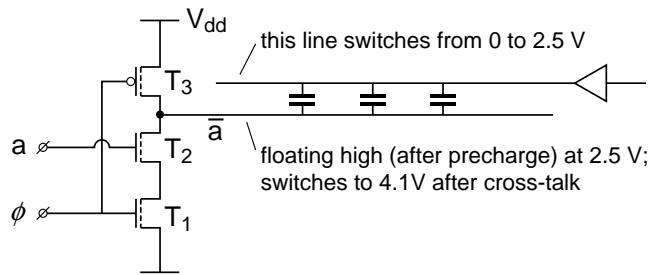 V_dd
this line switches from 0 to 2.5 V
T_3
a̅
a
T_2
floating high (after precharge) at 2.5 V;
switches to 4.1V after cross-talk
ϕ
T_1